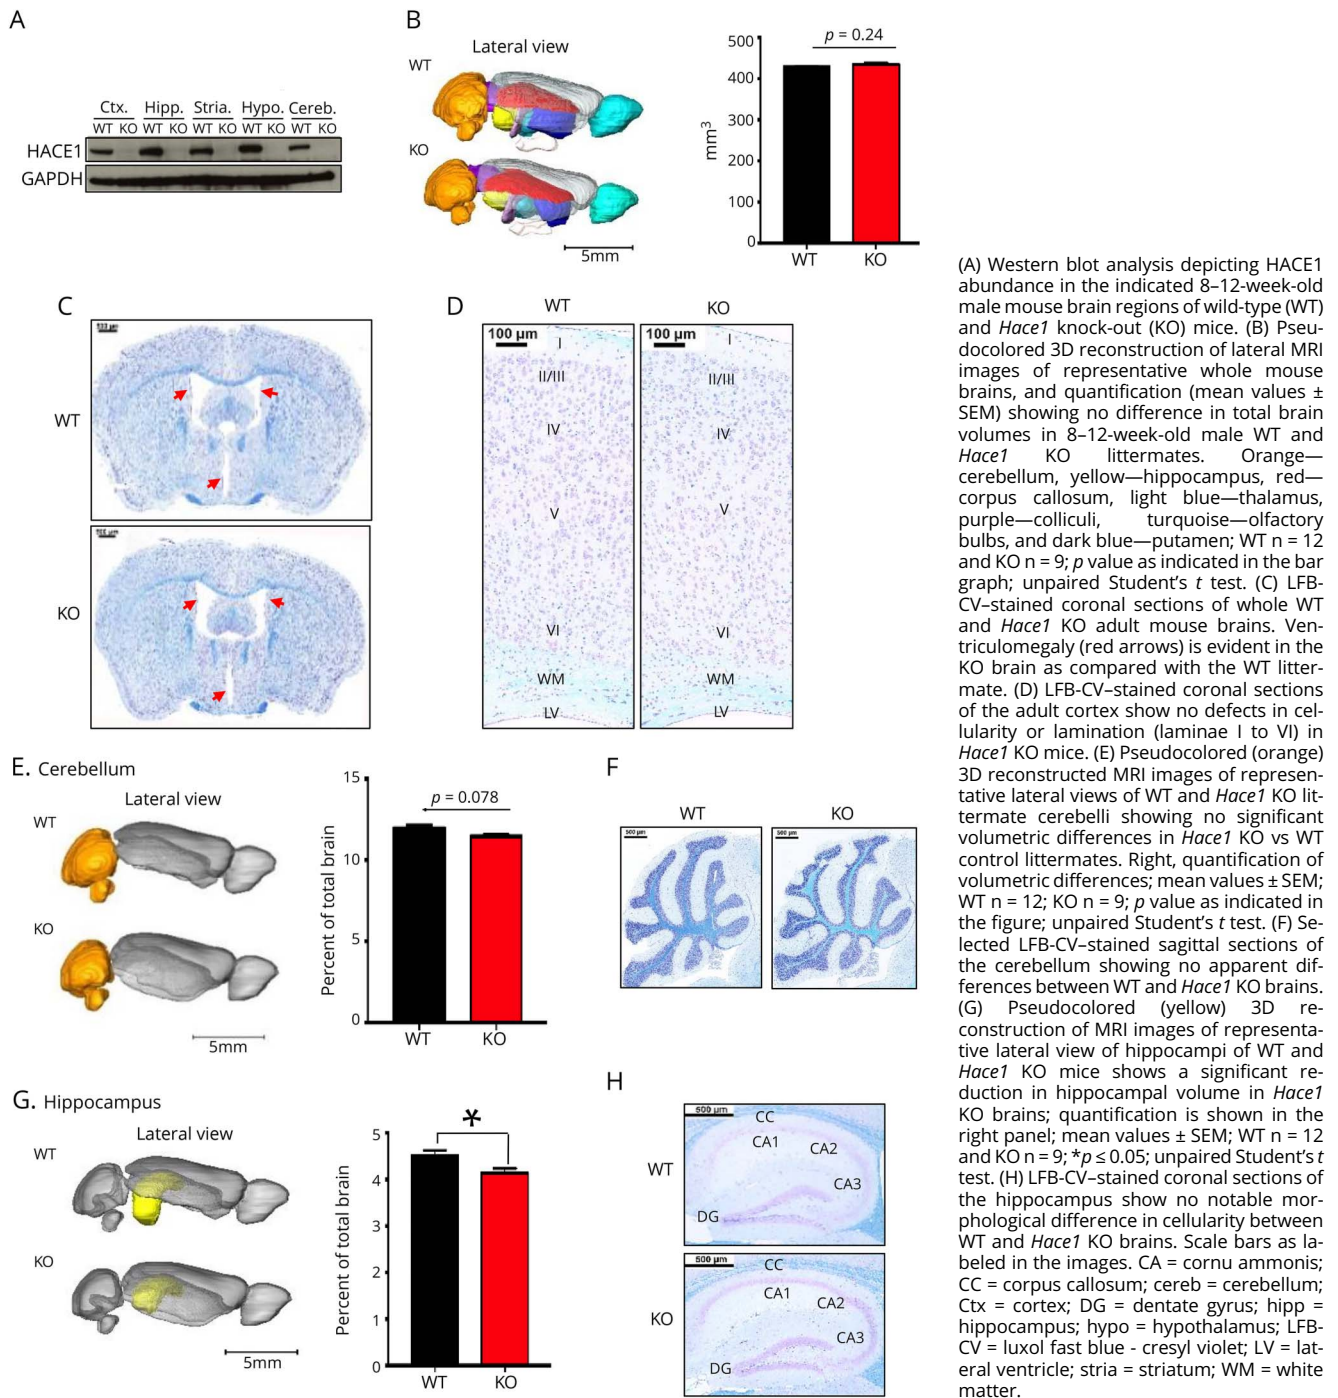 A
Ctx. Hipp. Stria. Hypo. Cereb.
WT KO WT KO WT KO WT KO WT KO
HACE1
GAPDH
B
Lateral view
WT
KO
5mm
p = 0.24
500
400
300
200
100
0
mm³
WT KO
C
WT
KO
D
WT KO
100 µm
I
II/III
IV
V
VI
WM
LV
100 µm
I
II/III
IV
V
VI
WM
LV
E. Cerebellum
Lateral view
WT
KO
5mm
15
10
5
0
Percent of total brain
p = 0.078
WT KO
F
WT KO
500 µm
500 µm
G. Hippocampus
Lateral view
WT
KO
5mm
5
4
3
2
1
0
Percent of total brain
*
WT KO
H
WT
500 µm
CC
CA1
CA2
CA3
DG
KO
500 µm
CC
CA1
CA2
CA3
DG
(A) Western blot analysis depicting HACE1
abundance in the indicated 8–12-week-old
male mouse brain regions of wild-type (WT)
and Hace1 knock-out (KO) mice. (B) Pseu-
docolored 3D reconstruction of lateral MRI
images of representative whole mouse
brains, and quantification (mean values ±
SEM) showing no difference in total brain
volumes in 8–12-week-old male WT and
Hace1 KO littermates. Orange—
cerebellum, yellow—hippocampus, red—
corpus callosum, light blue—thalamus,
purple—colliculi, turquoise—olfactory
bulbs, and dark blue—putamen; WT n = 12
and KO n = 9; p value as indicated in the bar
graph; unpaired Student’s t test. (C) LFB-
CV–stained coronal sections of whole WT
and Hace1 KO adult mouse brains. Ven-
triculomegaly (red arrows) is evident in the
KO brain as compared with the WT litter-
mate. (D) LFB-CV–stained coronal sections
of the adult cortex show no defects in cel-
lularity or lamination (laminae I to VI) in
Hace1 KO mice. (E) Pseudocolored (orange)
3D reconstructed MRI images of represen-
tative lateral views of WT and Hace1 KO lit-
termate cerebelli showing no significant
volumetric differences in Hace1 KO vs WT
control littermates. Right, quantification of
volumetric differences; mean values ± SEM;
WT n = 12; KO n = 9; p value as indicated in
the figure; unpaired Student’s t test. (F) Se-
lected LFB-CV–stained sagittal sections of
the cerebellum showing no apparent dif-
ferences between WT and Hace1 KO brains.
(G) Pseudocolored (yellow) 3D re-
construction of MRI images of representa-
tive lateral view of hippocampi of WT and
Hace1 KO mice shows a significant re-
duction in hippocampal volume in Hace1
KO brains; quantification is shown in the
right panel; mean values ± SEM; WT n = 12
and KO n = 9; *p ≤ 0.05; unpaired Student’s t
test. (H) LFB-CV–stained coronal sections of
the hippocampus show no notable mor-
phological difference in cellularity between
WT and Hace1 KO brains. Scale bars as la-
beled in the images. CA = cornu ammonis;
CC = corpus callosum; cereb = cerebellum;
Ctx = cortex; DG = dentate gyrus; hipp =
hippocampus; hypo = hypothalamus; LFB-
CV = luxol fast blue - cresyl violet; LV = lat-
eral ventricle; stria = striatum; WM = white
matter.